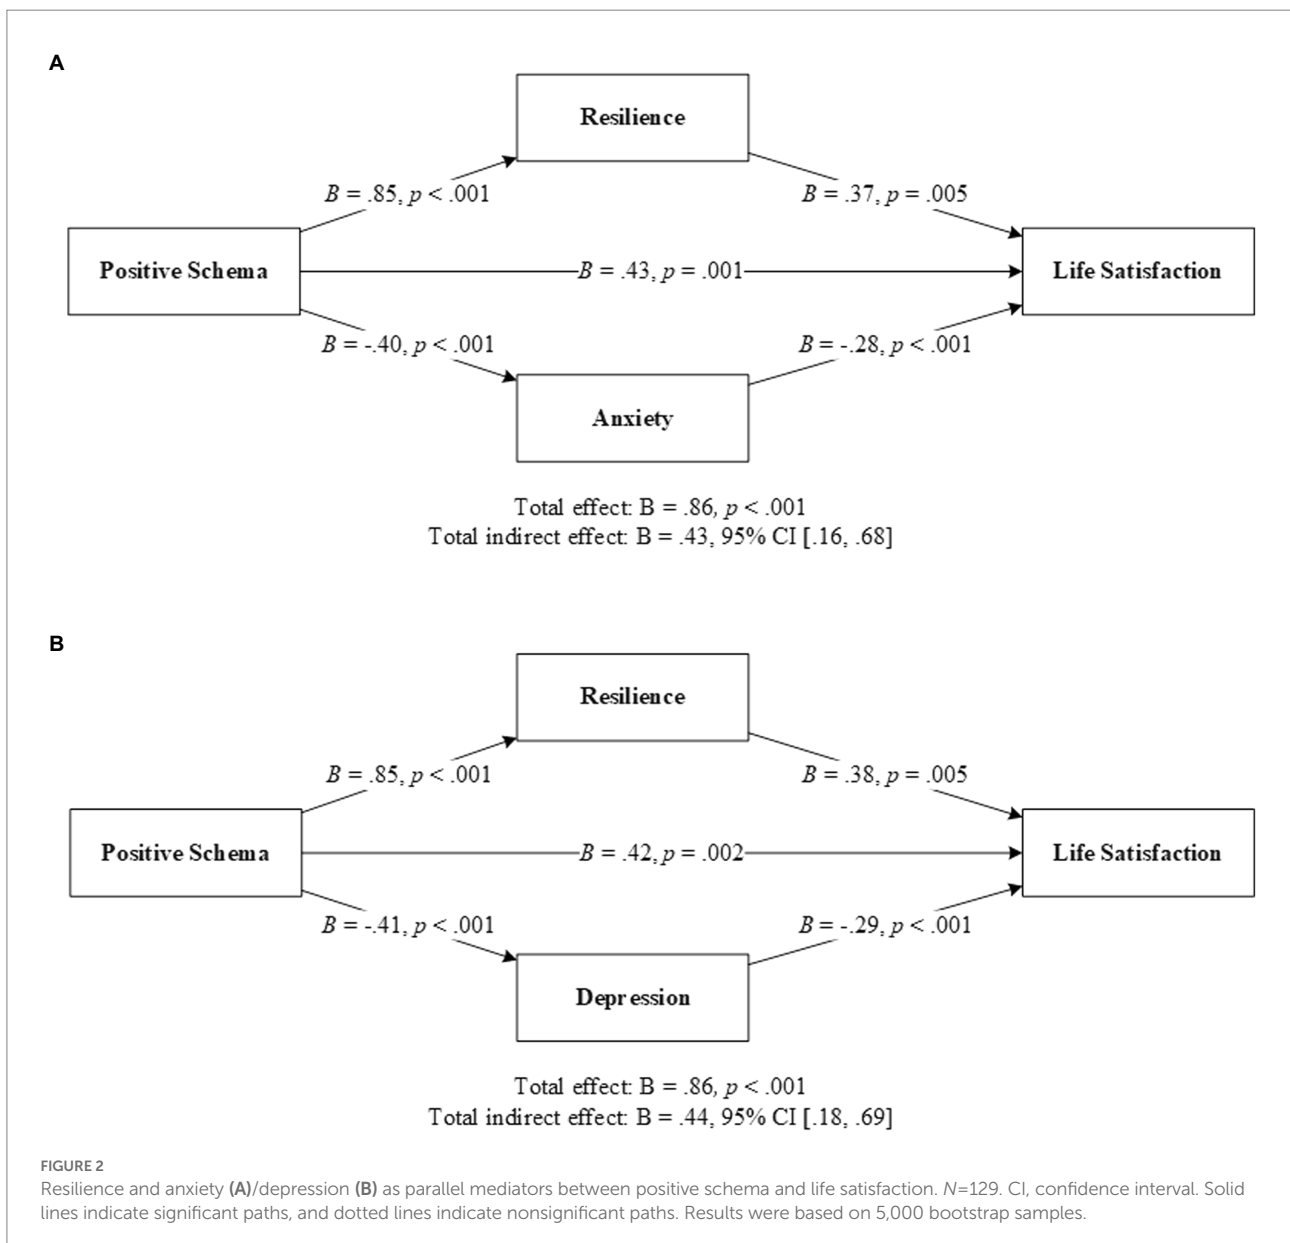 A
Resilience
B = .85, p < .001
B = .37, p = .005
Positive Schema
B = .43, p = .001
Life Satisfaction
B = -.40, p < .001
B = -.28, p < .001
Anxiety
Total effect: B = .86, p < .001
Total indirect effect: B = .43, 95% CI [.16, .68]
B
Resilience
B = .85, p < .001
B = .38, p = .005
Positive Schema
B = .42, p = .002
Life Satisfaction
B = -.41, p < .001
B = -.29, p < .001
Depression
Total effect: B = .86, p < .001
Total indirect effect: B = .44, 95% CI [.18, .69]
FIGURE 2
Resilience and anxiety (A)/depression (B) as parallel mediators between positive schema and life satisfaction. N=129. CI, confidence interval. Solid
lines indicate significant paths, and dotted lines indicate nonsignificant paths. Results were based on 5,000 bootstrap samples.